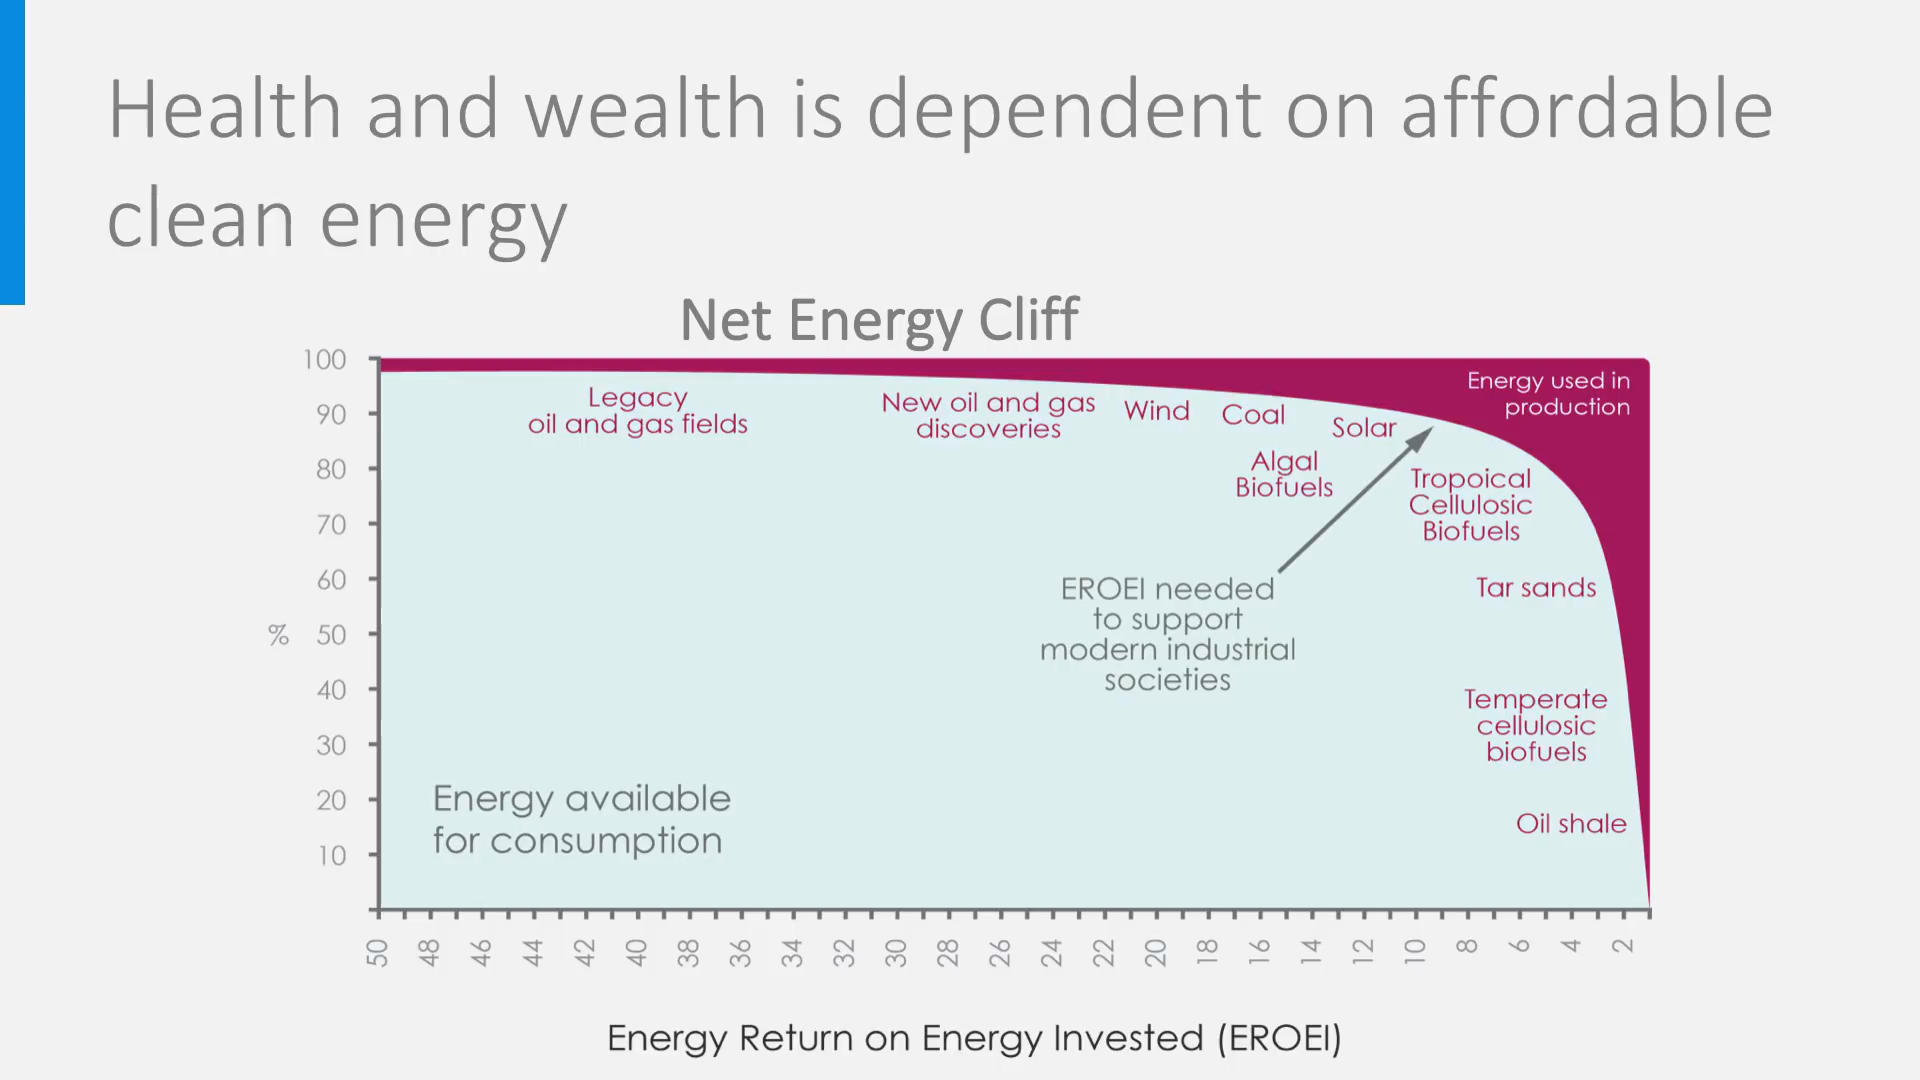 Health and wealth is dependent on affordable
clean energy
Net Energy Cliff
100
90
80
70
60
% 50
40
30
20
10
Energy used in
production
Legacy
oil and gas fields
New oil and gas
discoveries
Wind
Coal
Solar
Algal
Biofuels
Tropoical
Cellulosic
Biofuels
EROEI needed
to support
modern industrial
societies
Tar sands
Temperate
cellulosic
biofuels
Oil shale
Energy available
for consumption
50 48 46 44 42 40 38 36 34 32 30 28 26 24 22 20 18 16 14 12 10 8 6 4 2
Energy Return on Energy Invested (EROEI)